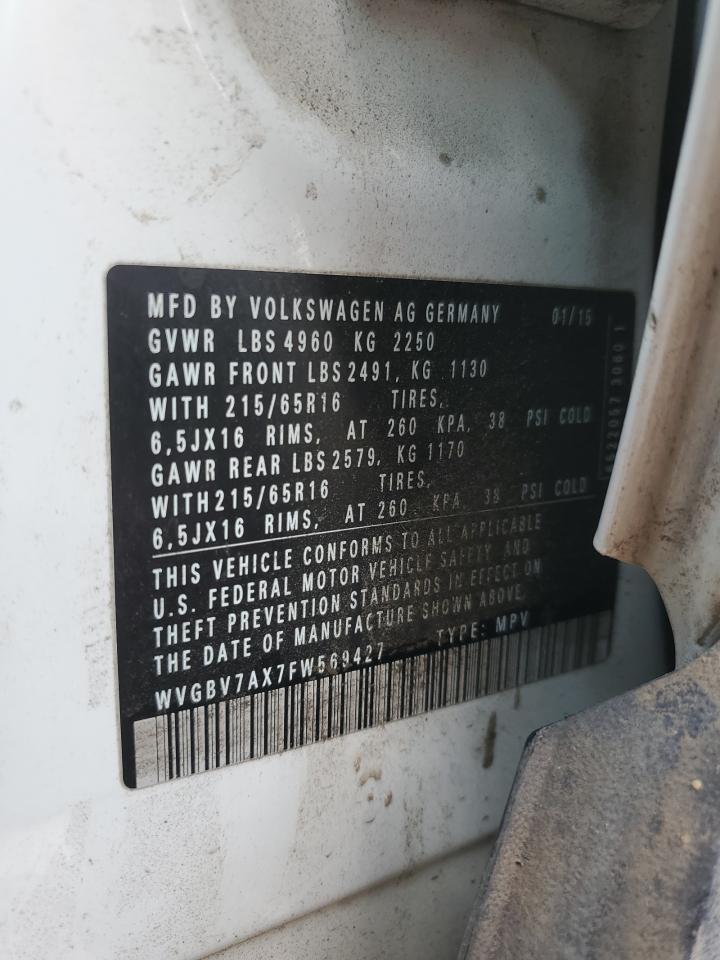 MFD BY VOLKSWAGEN AG GERMANY 01/15
GVWR LBS 4960 KG 2250
GAWR FRONT LBS 2491, KG 1130
WITH 215/65R16 TIRES,
6,5JX16 RIMS, AT 260 KPA, 38 PSI COLD
GAWR REAR LBS 2579, KG 1170
WITH 215/65R16 TIRES,
6,5JX16 RIMS, AT 260 KPA, 38 PSI COLD
THIS VEHICLE CONFORMS TO ALL APPLICABLE
U.S. FEDERAL MOTOR VEHICLE SAFETY AND
THEFT PREVENTION STANDARDS IN EFFECT ON
THE DATE OF MANUFACTURE SHOWN ABOVE.
WVGBV7AX7FW569427 TYPE: MPV